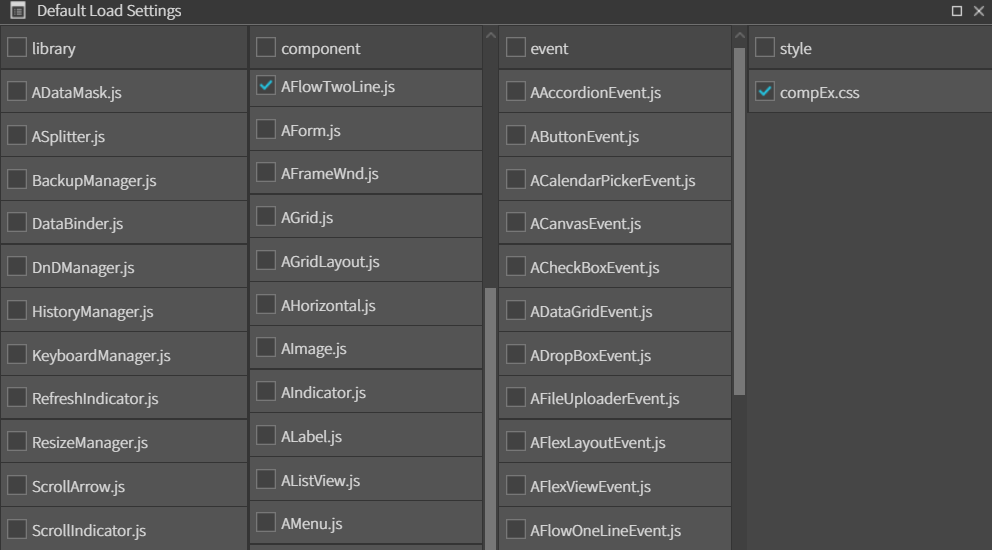 Default Load Settings
library
ADataMask.js
ASplitter.js
BackupManager.js
DataBinder.js
DnDManager.js
HistoryManager.js
KeyboardManager.js
RefreshIndicator.js
ResizeManager.js
ScrollArrow.js
ScrollIndicator.js
component
AFlowTwoLine.js
AForm.js
AFrameWnd.js
AGrid.js
AGridLayout.js
AHorizontal.js
AImage.js
AIndicator.js
ALabel.js
AListView.js
AMenu.js
event
AAccordionEvent.js
AButtonEvent.js
ACalendarPickerEvent.js
ACanvasEvent.js
ACheckBoxEvent.js
ADataGridEvent.js
ADropBoxEvent.js
AFileUploaderEvent.js
AFlexLayoutEvent.js
AFlexViewEvent.js
AFlowOneLineEvent.js
style
compEx.css